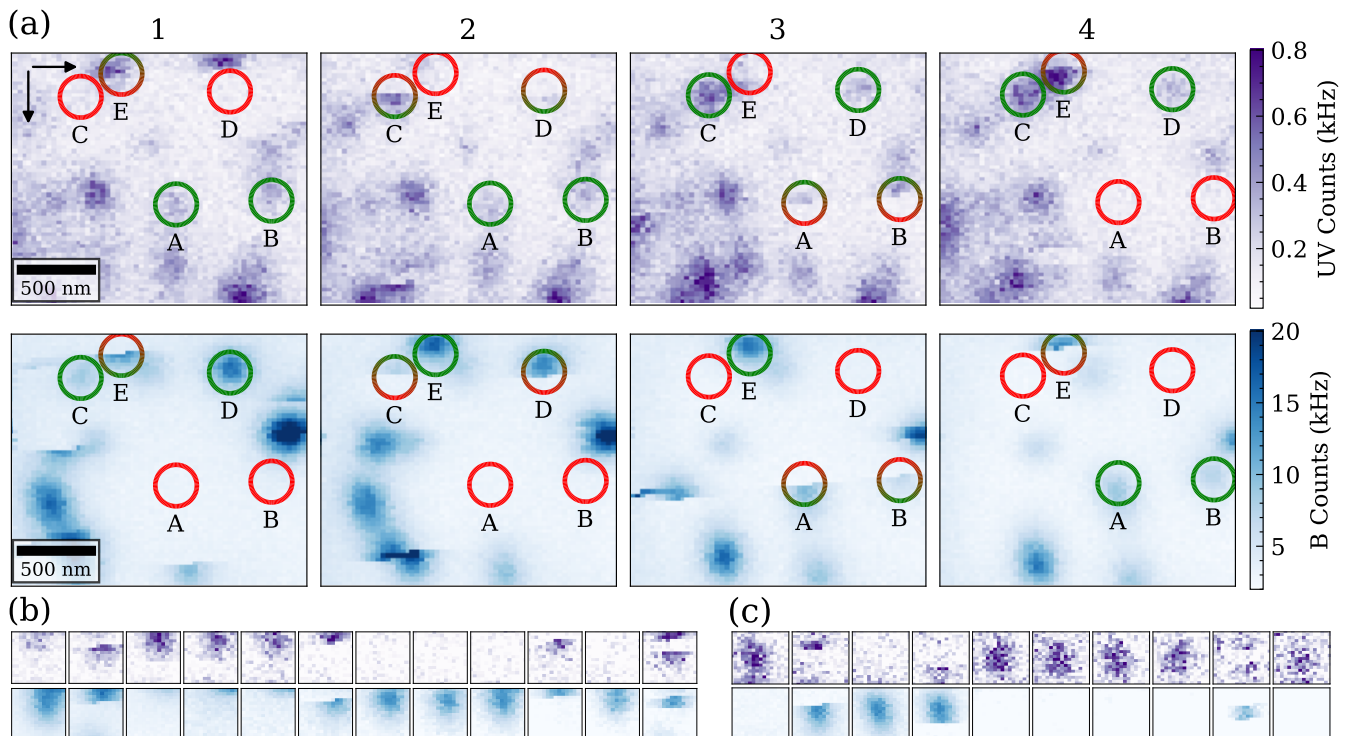 (a)
1 2 3 4
C E D A B
500 nm
C E D A B
C E D A B
C E D A B
0.8
0.6
0.4
0.2
UV Counts (kHz)
C E D A B
500 nm
C E D A B
C E D A B
C E D A B
20
15
10
5
B Counts (kHz)
(b)
(c)